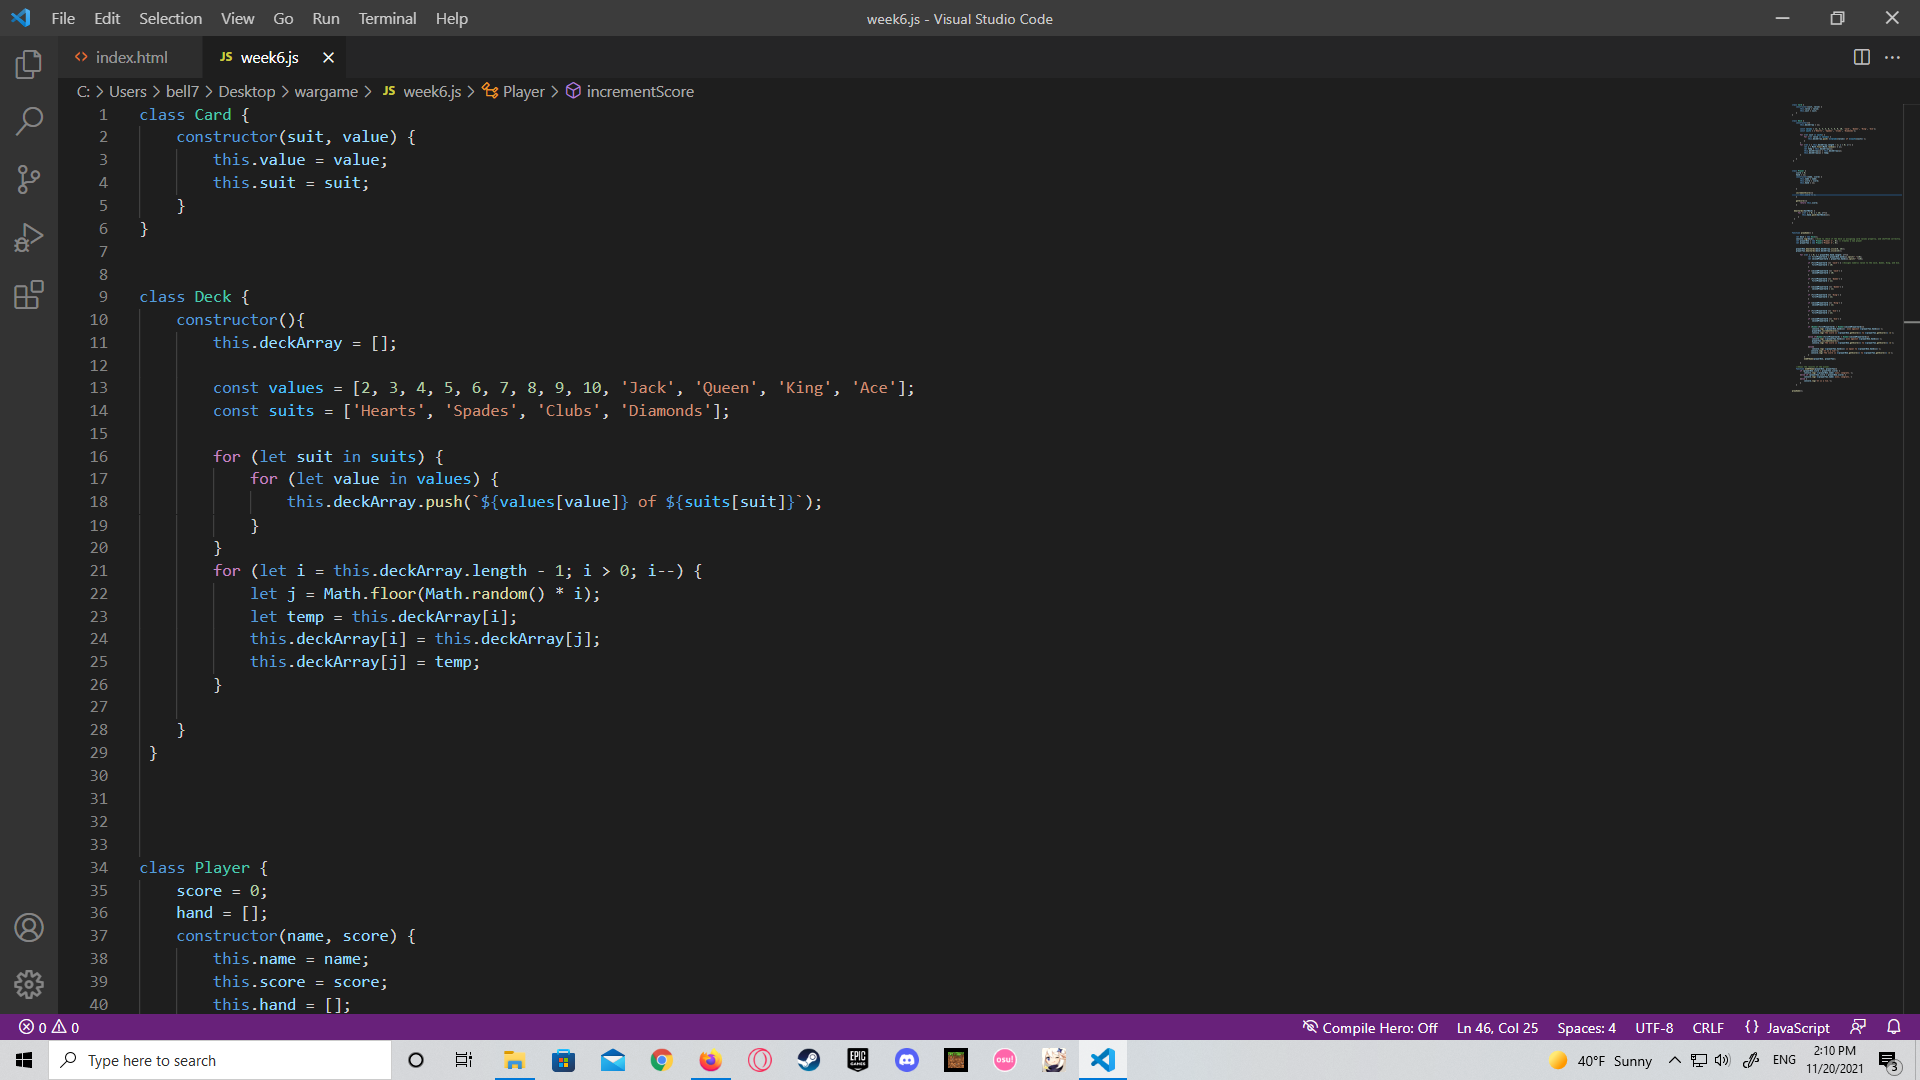 File Edit Selection View Go Run Terminal Help
week6.js - Visual Studio Code
<> index.html JS week6.js
C: > Users > bell7 > Desktop > wargame > JS week6.js > Player > incrementScore
1 class Card {
2 constructor(suit, value) {
3 this.value = value;
4 this.suit = suit;
5 }
6 }
7
8
9 class Deck {
10 constructor(){
11 this.deckArray = [];
12
13 const values = [2, 3, 4, 5, 6, 7, 8, 9, 10, 'Jack', 'Queen', 'King', 'Ace'];
14 const suits = ['Hearts', 'Spades', 'Clubs', 'Diamonds'];
15
16 for (let suit in suits) {
17 for (let value in values) {
18 this.deckArray.push(`${values[value]} of ${suits[suit]}`);
19 }
20 }
21 for (let i = this.deckArray.length - 1; i > 0; i--) {
22 let j = Math.floor(Math.random() * i);
23 let temp = this.deckArray[i];
24 this.deckArray[i] = this.deckArray[j];
25 this.deckArray[j] = temp;
26 }
27
28 }
29 }
30
31
32
33
34 class Player {
35 score = 0;
36 hand = [];
37 constructor(name, score) {
38 this.name = name;
39 this.score = score;
40 this.hand = [];
0 0
Compile Hero: Off Ln 46, Col 25 Spaces: 4 UTF-8 CRLF {} JavaScript
Type here to search
EPIC GAMES
osu!
40°F Sunny
ENG
2:10 PM
11/20/2021
3